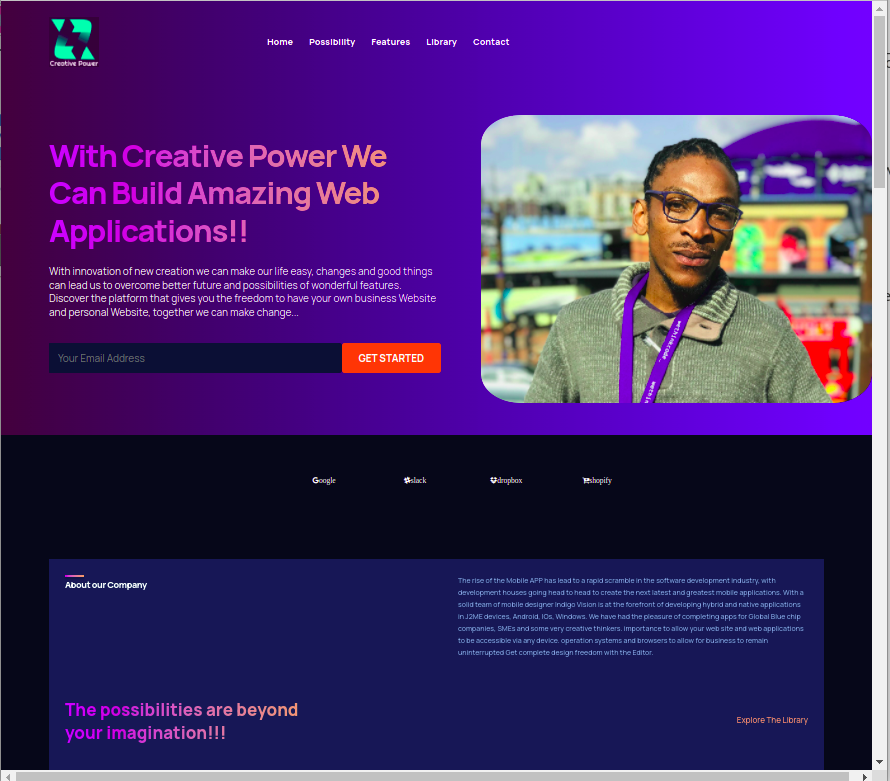 Creative Power
Home Possibility Features Library Contact
With Creative Power We
Can Build Amazing Web
Applications!!
With innovation of new creation we can make our life easy, changes and good things
can lead us to overcome better future and possibilities of wonderful features.
Discover the platform that gives you the freedom to have your own business Website
and personal Website, together we can make change...
Your Email Address
GET STARTED
Google slack dropbox shopify
About our Company
The rise of the Mobile APP has lead to a rapid scramble in the software development industry, with
development houses going head to head to create the next latest and greatest mobile applications. With a
solid team of mobile designer Indigo Vision is at the forefront of developing hybrid and native applications
in J2ME devices, Android, iOs, Windows. We have had the pleasure of completing apps for Global Blue chip
companies, SMEs and some very creative thinkers. importance to allow your web site and web applications
to be accessible via any device. operation systems and browsers to allow for business to remain
uninterrupted Get complete design freedom with the Editor.
The possibilities are beyond
your imagination!!!
Explore The Library